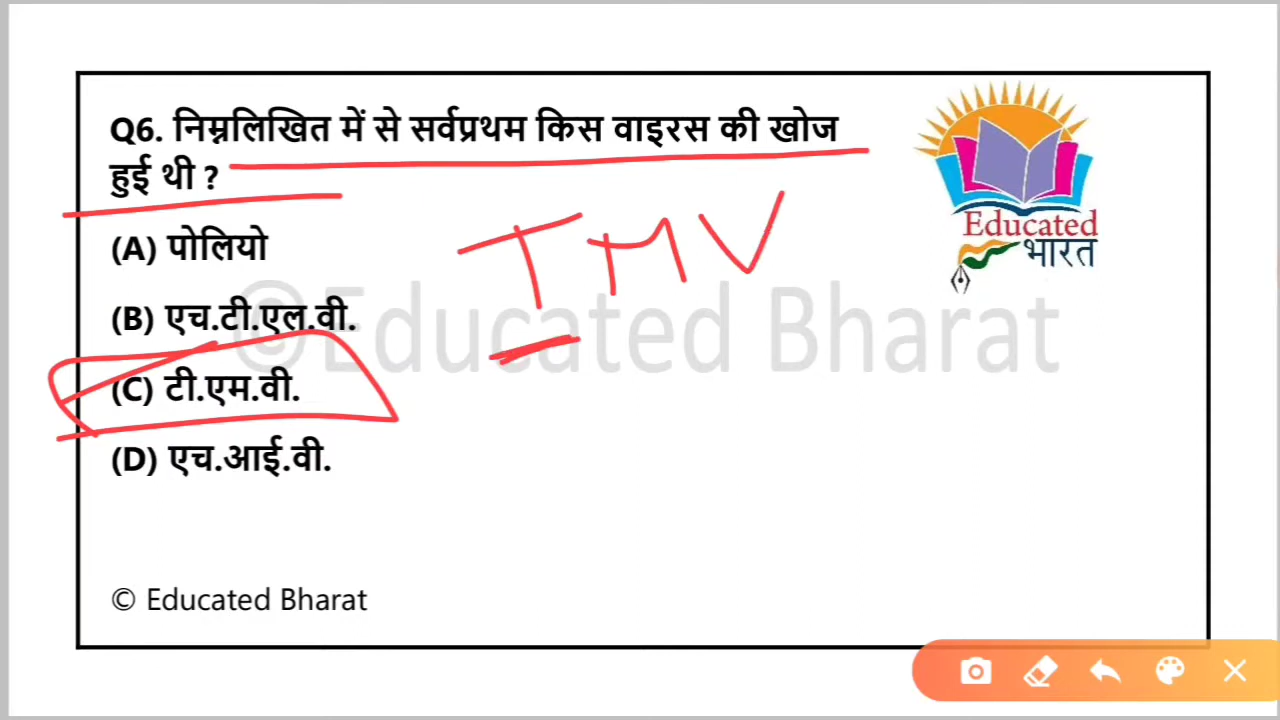 Q6. निम्नलिखित में से सर्वप्रथम किस वाइरस की खोज
हुई थी ?
(A) पोलियो
TMV
(B) एच.टी.एल.वी.
(C) टी.एम.वी.
(D) एच.आई.वी.
© Educated Bharat
Educated
भारत
©Educated Bharat